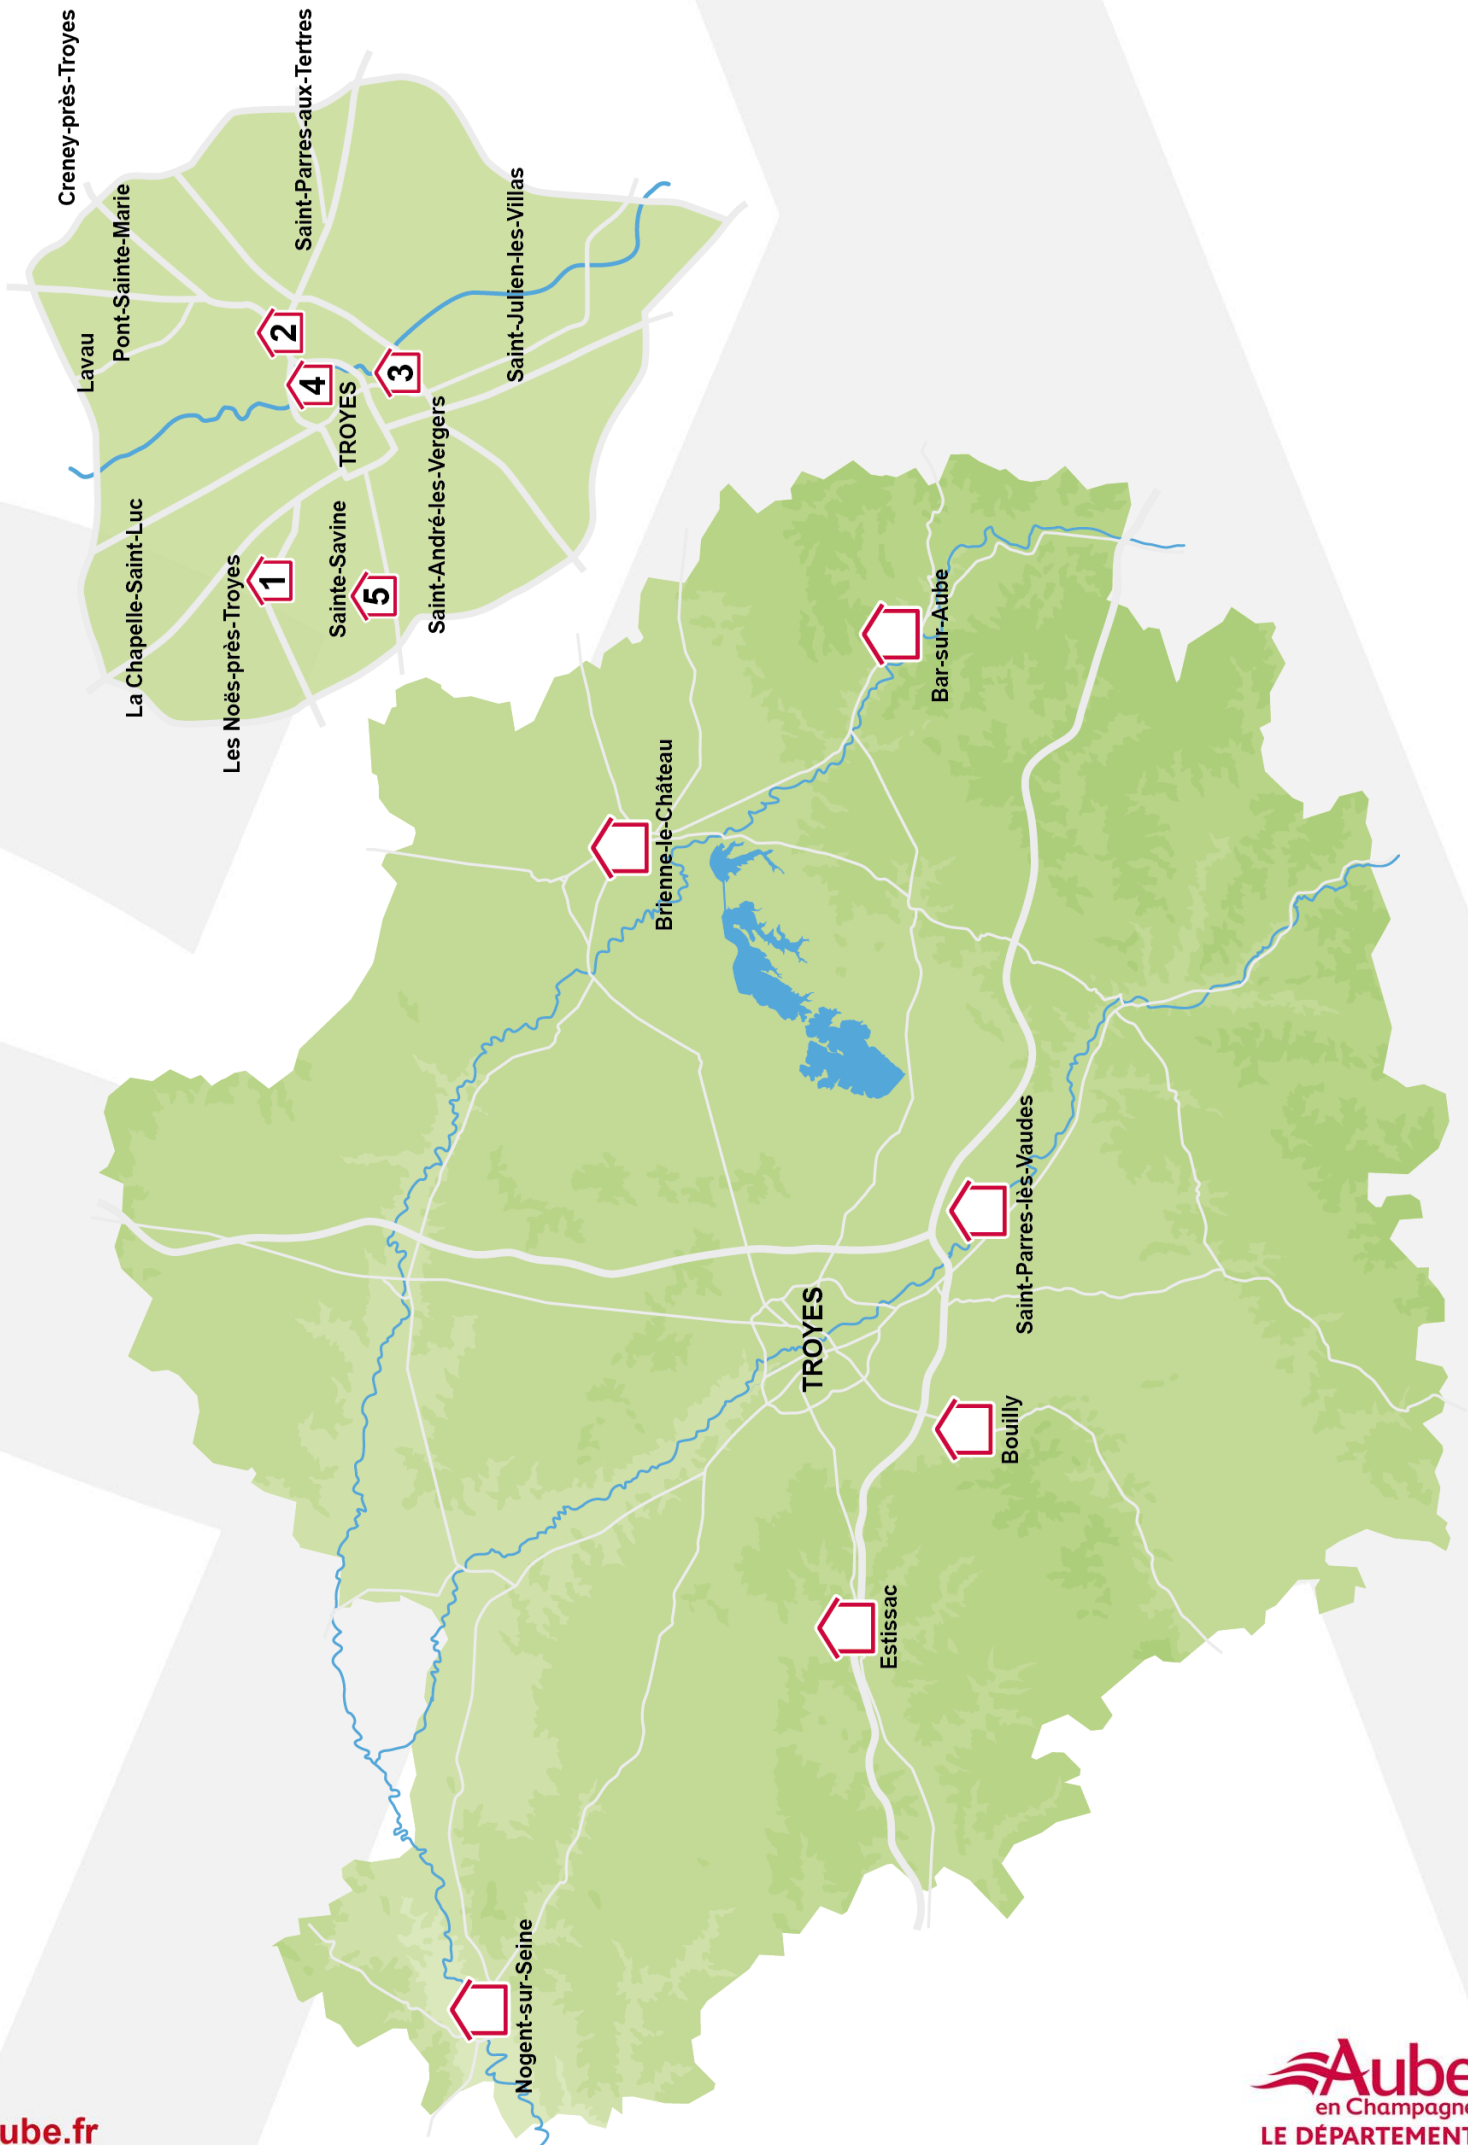 Creney-près-Troyes
Lavau
Pont-Sainte-Marie
Saint-Parres-aux-Tertres
La Chapelle-Saint-Luc
Les Noës-près-Troyes
1
2
4
TROYES
3
Sainte-Savine
5
Saint-André-les-Vergers
Saint-Julien-les-Villas
Brienne-le-Château
Bar-sur-Aube
TROYES
Saint-Parres-lès-Vaudes
Bouilly
Estissac
Nogent-sur-Seine
ube.fr
Aube
en Champagne
LE DÉPARTEMENT